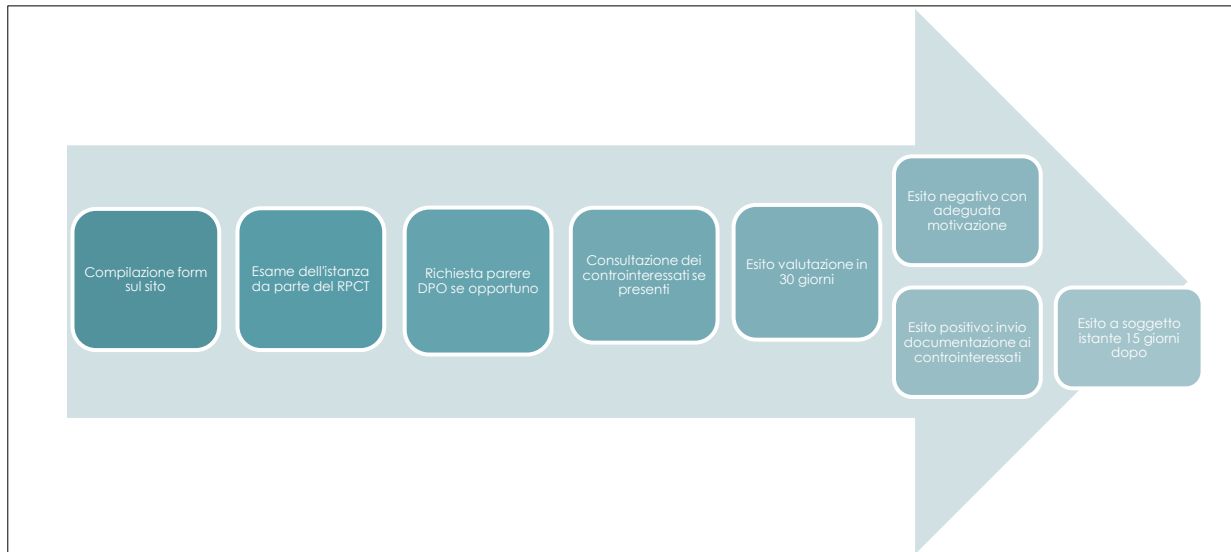 Compilazione form
sul sito
Esame dell'istanza
da parte del RPCT
Richiesta parere
DPO se opportuno
Consultazione dei
controinteressati se
presenti
Esito valutazione in
30 giorni
Esito negativo con
adeguata
motivazione
Esito positivo: invio
documentazione ai
controinteressati
Esito a soggetto
istante 15 giorni
dopo